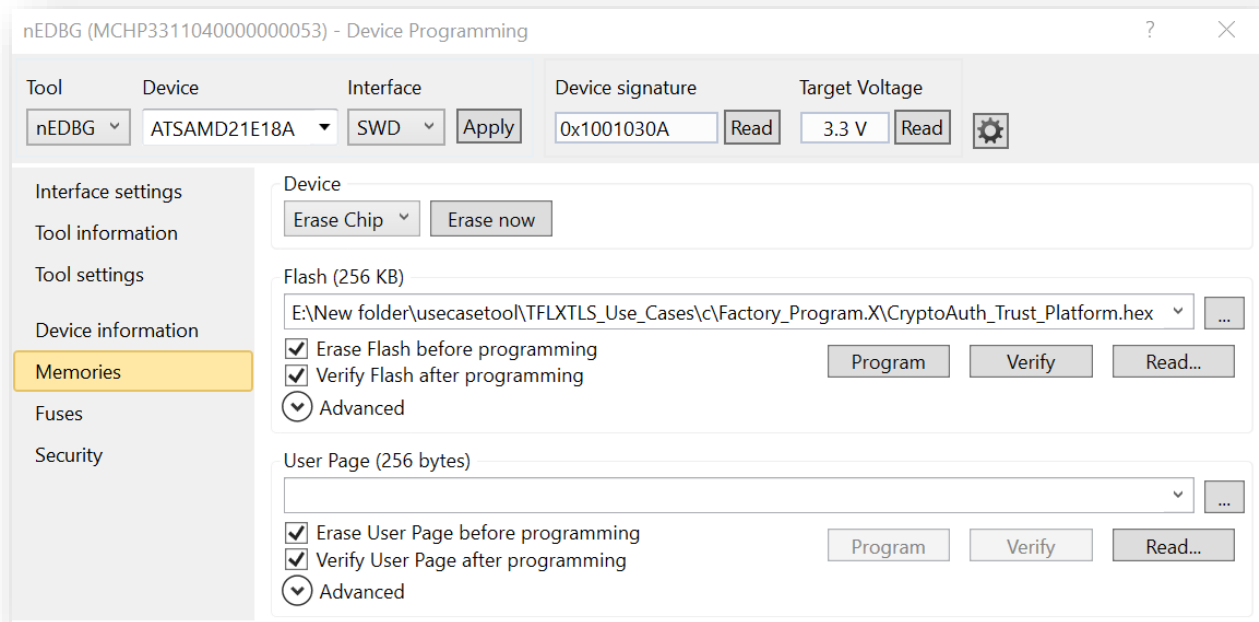 nEDBG (MCHP3311040000000053) - Device Programming ?
Tool Device Interface Device signature Target Voltage
nEDBG ATSAMD21E18A SWD Apply 0x1001030A Read 3.3 V Read
Interface settings
Tool information
Tool settings
Device information
Memories
Fuses
Security
Device
Erase Chip Erase now
Flash (256 KB)
E:\New folder\usecasetool\TFLXTLS_Use_Cases\c\Factory_Program.X\CryptoAuth_Trust_Platform.hex ...
Erase Flash before programming
Verify Flash after programming
Program Verify Read...
Advanced
User Page (256 bytes)
...
Erase User Page before programming
Verify User Page after programming
Program Verify Read...
Advanced